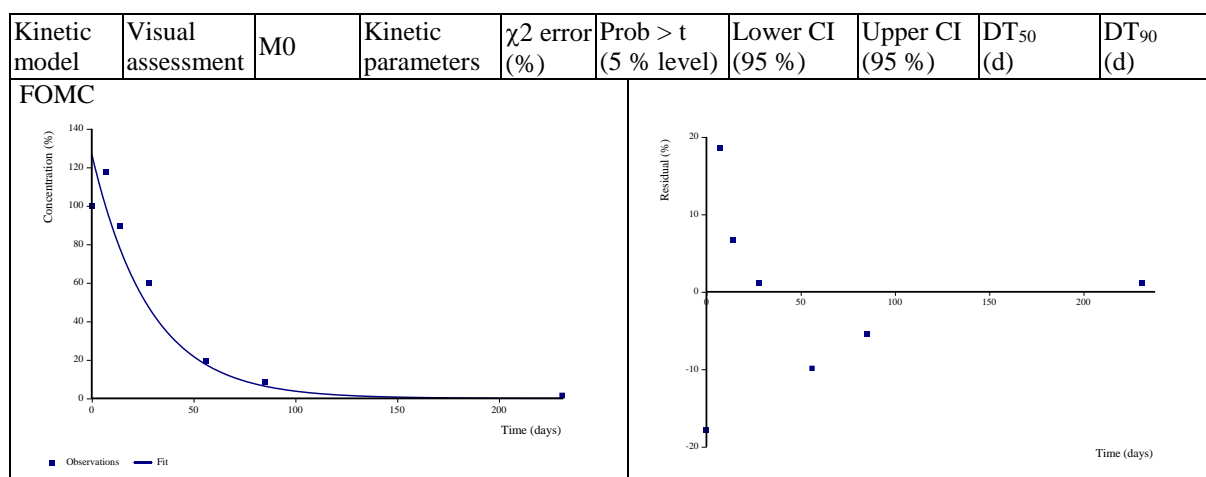 Kinetic model
Visual assessment
M0
Kinetic parameters
χ2 error (%)
Prob > t (5 % level)
Lower CI (95 %)
Upper CI (95 %)
DT50 (d)
DT90 (d)
FOMC
140
120
100
80
60
40
20
0
Concentration (%)
0 50 100 150 200
Time (days)
Observations Fit
20
10
0
-10
-20
Residual (%)
0 50 100 150 200
Time (days)